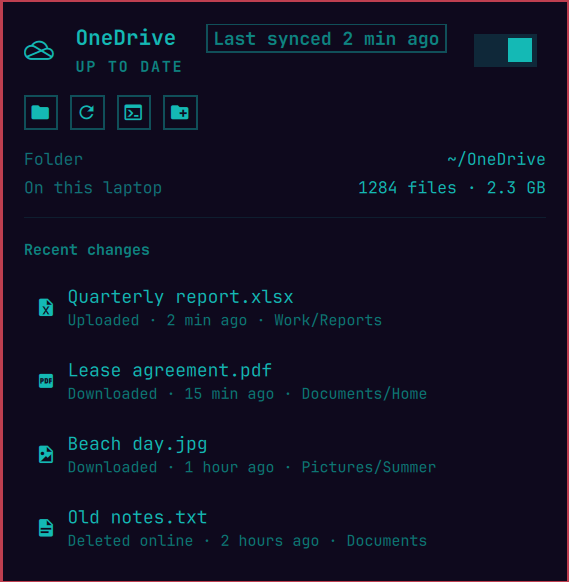 OneDrive
Last synced 2 min ago
UP TO DATE
Folder ~/OneDrive
On this laptop 1284 files · 2.3 GB
Recent changes
Quarterly report.xlsx
Uploaded · 2 min ago · Work/Reports
PDF
Lease agreement.pdf
Downloaded · 15 min ago · Documents/Home
Beach day.jpg
Downloaded · 1 hour ago · Pictures/Summer
Old notes.txt
Deleted online · 2 hours ago · Documents